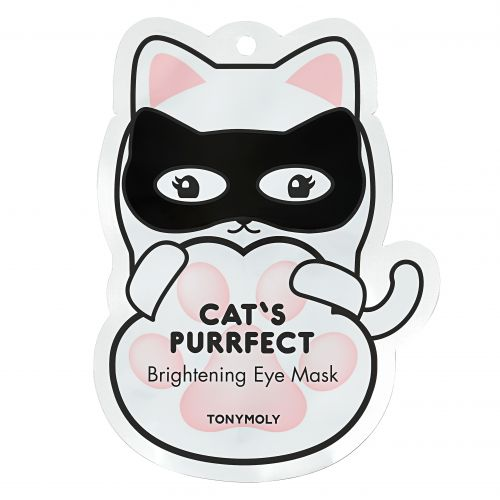 CAT'S
PURRFECT
Brightening Eye Mask
TONYMOLY